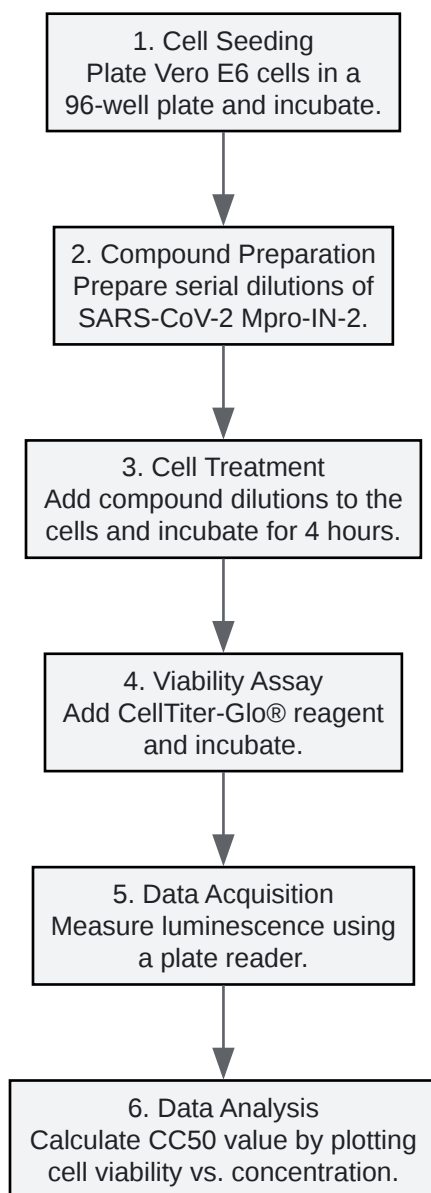 1. Cell Seeding
Plate Vero E6 cells in a
96-well plate and incubate.
2. Compound Preparation
Prepare serial dilutions of
SARS-CoV-2 Mpro-IN-2.
3. Cell Treatment
Add compound dilutions to the
cells and incubate for 4 hours.
4. Viability Assay
Add CellTiter-Glo® reagent
and incubate.
5. Data Acquisition
Measure luminescence using
a plate reader.
6. Data Analysis
Calculate CC50 value by plotting
cell viability vs. concentration.